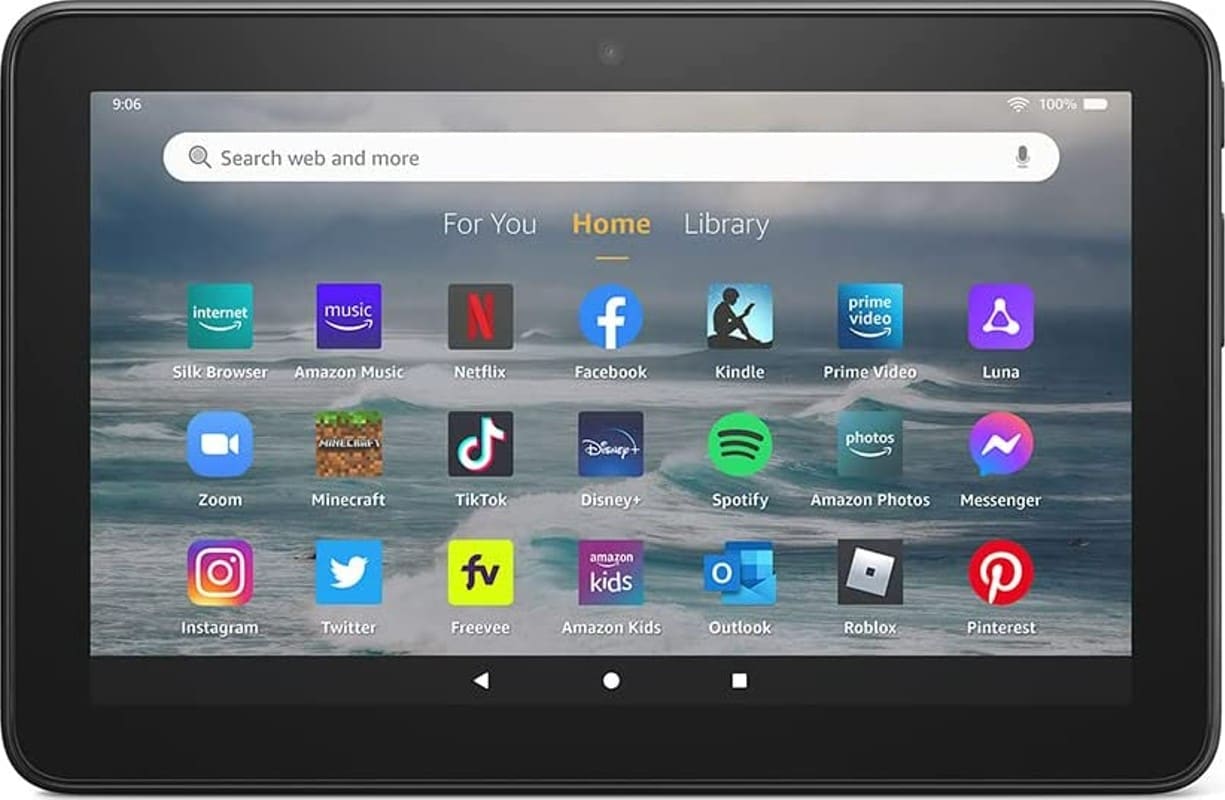 9:06 100%
Search web and more
For You Home Library
internet music N f prime video
Silk Browser Amazon Music Netflix Facebook Kindle Prime Video Luna
MINECRAFT Disney+ photos
Zoom Minecraft TikTok Disney+ Spotify Amazon Photos Messenger
fv amazon kids O
Instagram Twitter Freevee Amazon Kids Outlook Roblox Pinterest